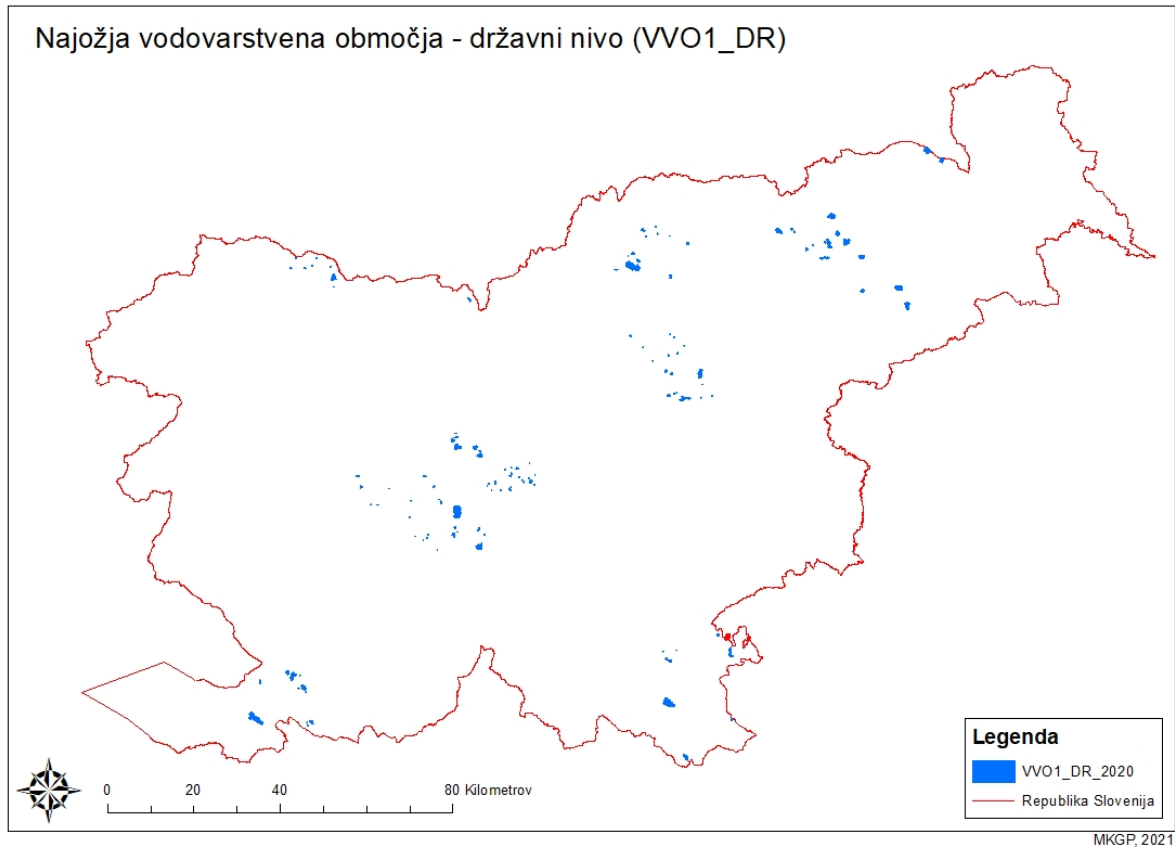 Najožja vodovarstvena območja - državni nivo (VVO1_DR)
Legenda
VVO1_DR_2020
Republika Slovenija
0 20 40 80 Kilometrov
MKGP, 2021